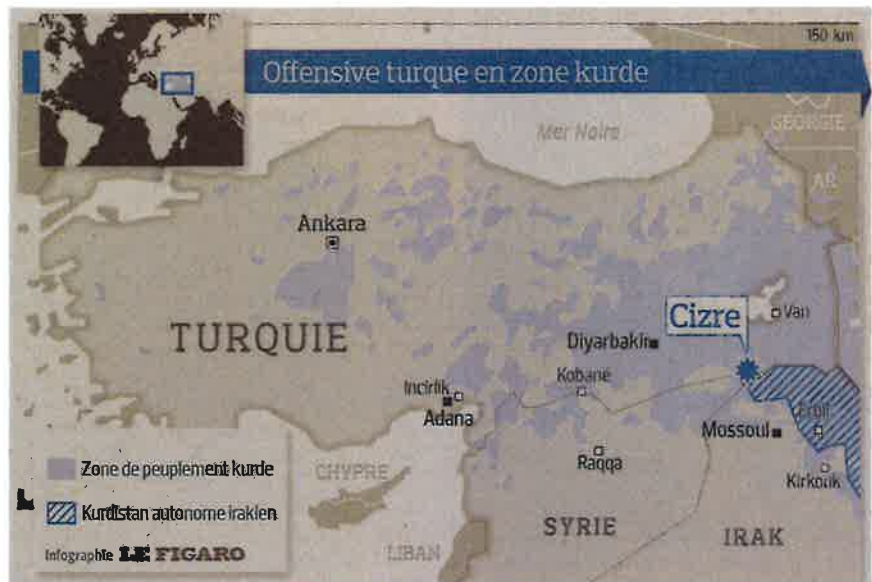 150 km
Offensive turque en zone kurde
Mer Noire
GÉORGIE
AR
Ankara
TURQUIE
Cizre
Van
Diyarbakir
Kobané
Incirlik
Adana
Erbil
Mossoul
Raqqa
Kirkouk
Zone de peuplement kurde
CHYPRE
Kurdistan autonome irakien
SYRIE
IRAK
Infographie LE FIGARO
LIBAN